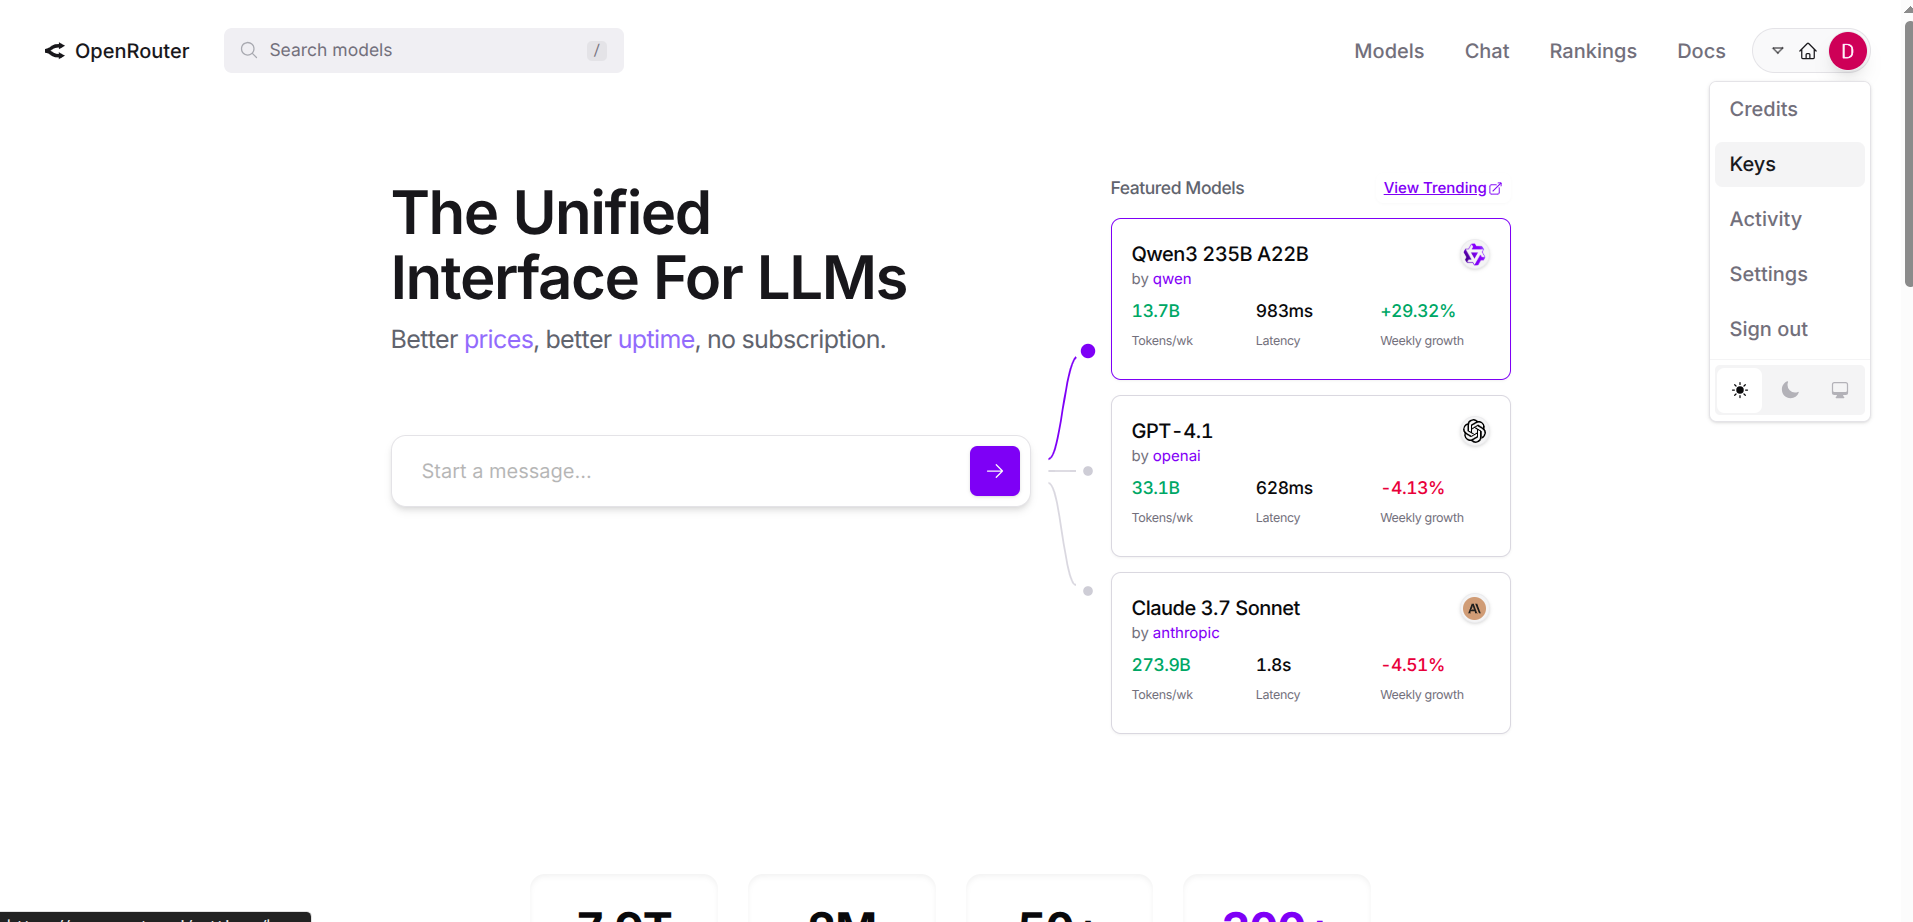 OpenRouter
Search models
/
Models
Chat
Rankings
Docs
D
Credits
Keys
Activity
Settings
Sign out
The Unified
Interface For LLMs
Better prices, better uptime, no subscription.
Start a message...
Featured Models
View Trending
Qwen3 235B A22B
by qwen
13.7B 983ms +29.32%
Tokens/wk Latency Weekly growth
GPT-4.1
by openai
33.1B 628ms -4.13%
Tokens/wk Latency Weekly growth
Claude 3.7 Sonnet
by anthropic
273.9B 1.8s -4.51%
Tokens/wk Latency Weekly growth